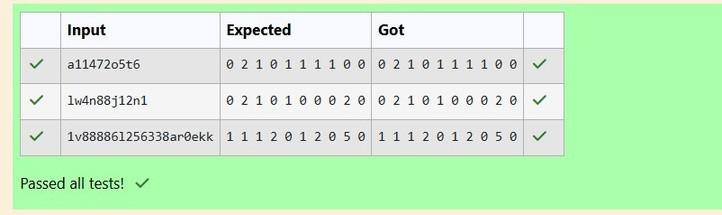 Input Expected Got
a11472o5t6 0 2 1 0 1 1 1 1 0 0 0 2 1 0 1 1 1 1 0 0
lw4n88j12n1 0 2 1 0 1 0 0 0 2 0 0 2 1 0 1 0 0 0 2 0
1v888861256338ar0ekk 1 1 1 2 0 1 2 0 5 0 1 1 1 2 0 1 2 0 5 0
Passed all tests!